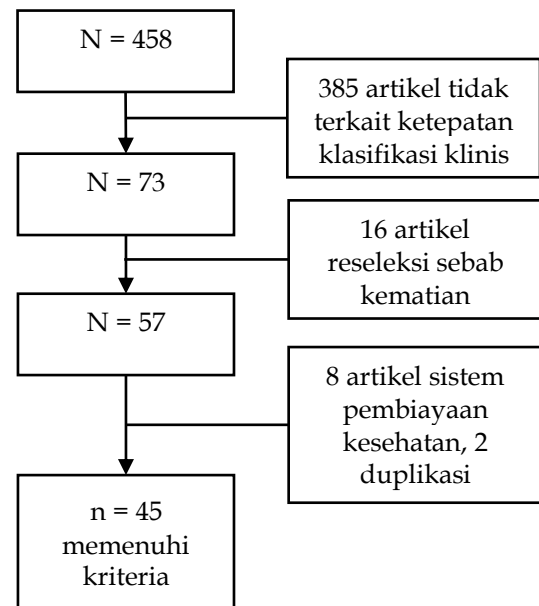 N = 458
385 artikel tidak
terkait ketepatan
klasifikasi klinis
N = 73
16 artikel
reseleksi sebab
kematian
N = 57
8 artikel sistem
pembiayaan
kesehatan, 2
duplikasi
n = 45
memenuhi
kriteria